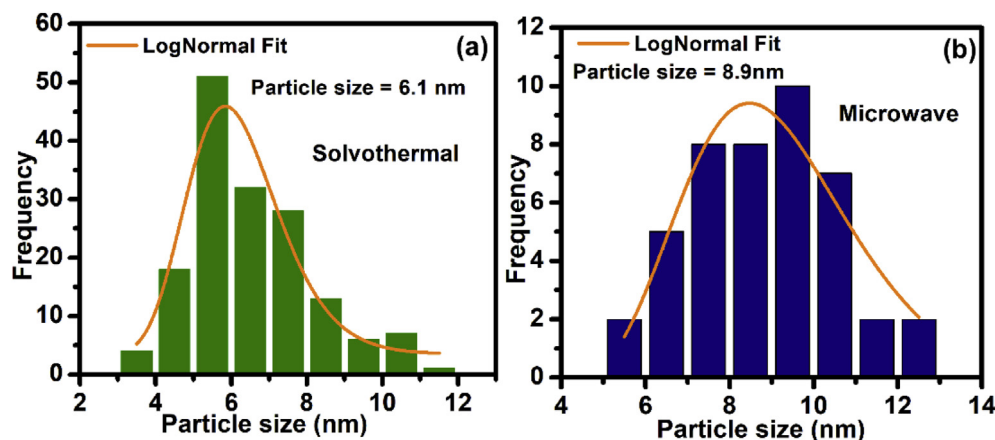 LogNormal Fit
(a)
Particle size = 6.1 nm
Solvothermal
Frequency
60
50
40
30
20
10
0
2 4 6 8 10 12
Particle size (nm)
LogNormal Fit
(b)
Particle size = 8.9nm
Microwave
Frequency
12
10
8
6
4
2
0
4 6 8 10 12 14
Particle size (nm)